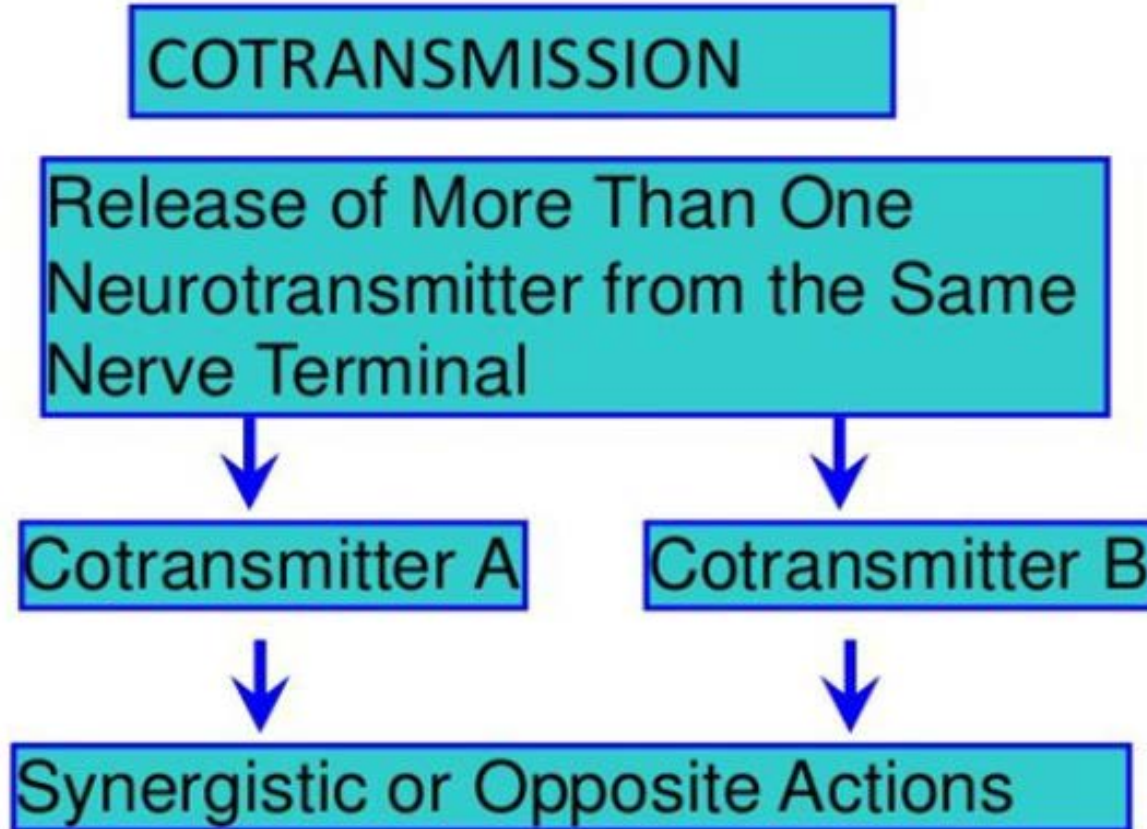 COTRANSMISSION
Release of More Than One
Neurotransmitter from the Same
Nerve Terminal
Cotransmitter A
Cotransmitter B
Synergistic or Opposite Actions